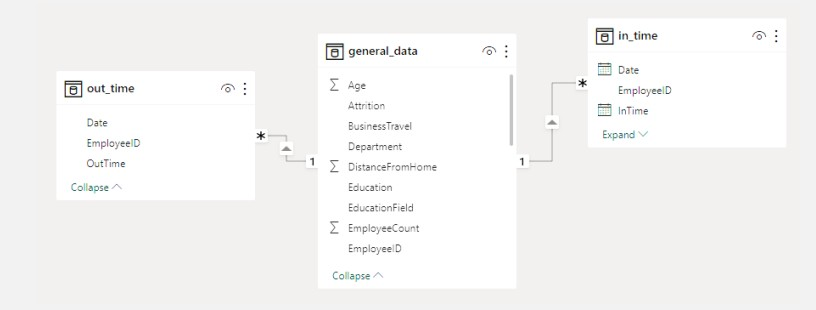 out_time
Date
EmployeeID
OutTime
Collapse
*
1
general_data
Σ Age
Attrition
BusinessTravel
Department
Σ DistanceFromHome
Education
EducationField
Σ EmployeeCount
EmployeeID
Collapse
1
*
in_time
Date
EmployeeID
InTime
Expand